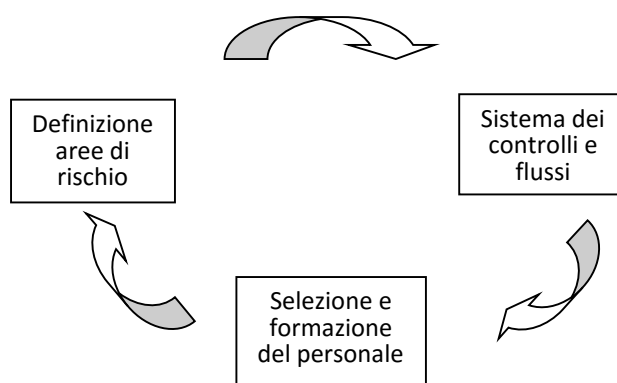 Definizione
aree di
rischio
Sistema dei
controlli e
flussi
Selezione e
formazione
del personale